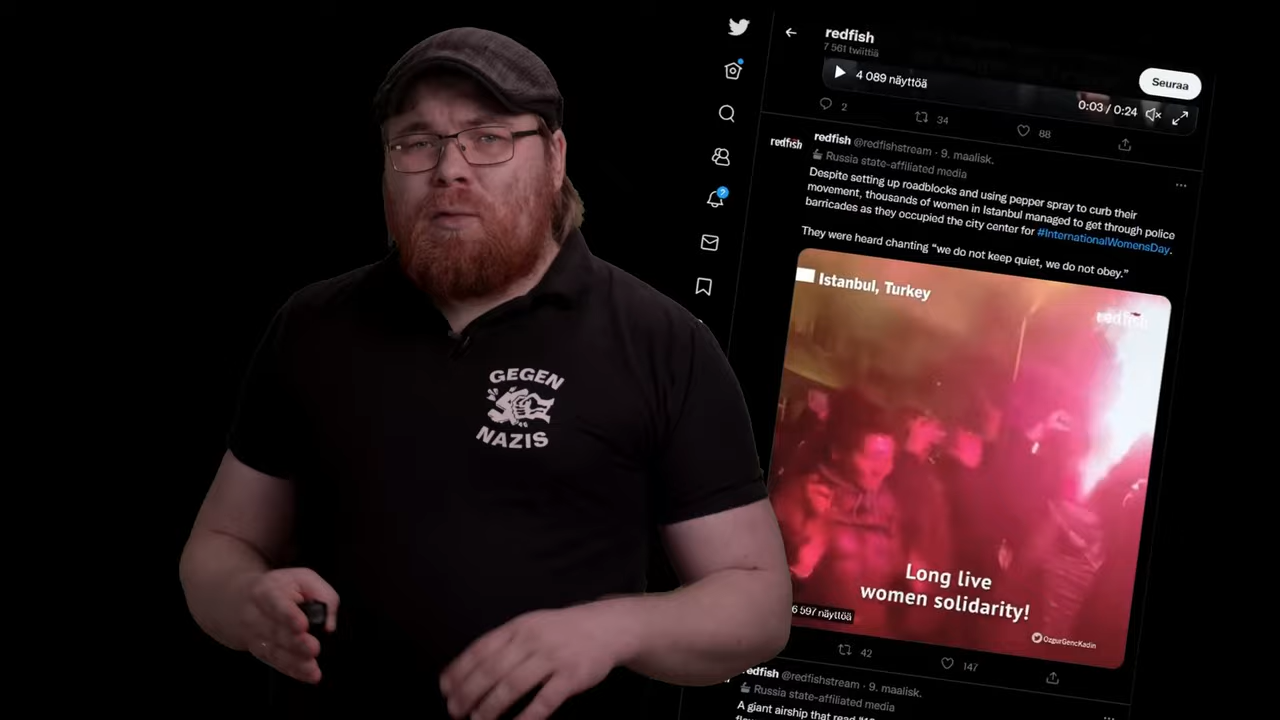 redfish
7 561 twiittiä
4 089 näyttöä
Seuraa
0:03 / 0:24
2
34
88
redfish
redfish @redfishstream · 9. maalisk.
Russia state-affiliated media
Despite setting up roadblocks and using pepper spray to curb their
movement, thousands of women in Istanbul managed to get through police
barricades as they occupied the city center for #InternationalWomensDay.
They were heard chanting “we do not keep quiet, we do not obey.”
Istanbul, Turkey
redfish
Long live
women solidarity!
6 597 näyttöä
OzgurGencKadin
42
147
redfish @redfishstream · 9. maalisk.
Russia state-affiliated media
A giant airship that read
2
GEGEN
NAZIS